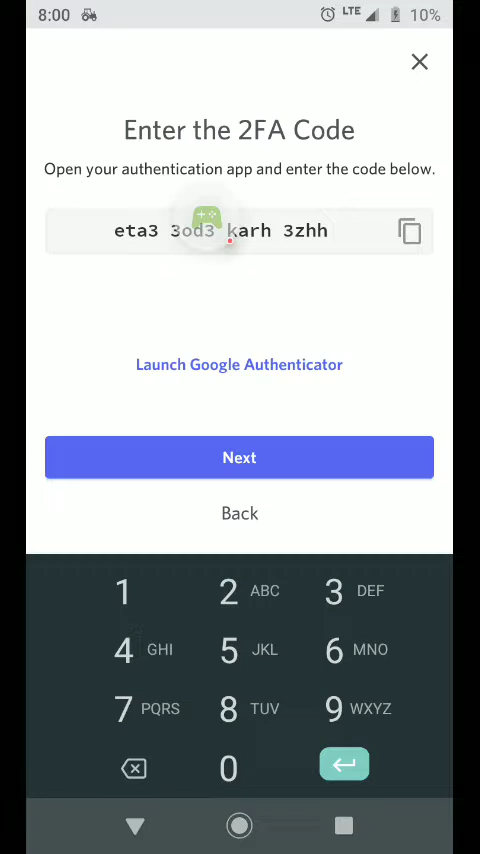 8:00 LTE 10%
Enter the 2FA Code
Open your authentication app and enter the code below.
eta3 3od3 karh 3zhh
Launch Google Authenticator
Next
Back
1 2 ABC 3 DEF
4 GHI 5 JKL 6 MNO
7 PQRS 8 TUV 9 WXYZ
0